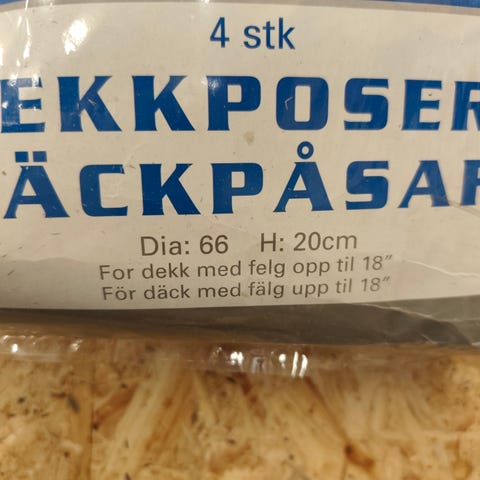 4 stk
EKKPOSER
ÄCKPÅSAR
Dia: 66 H: 20cm
For dekk med felg opp til 18"
För däck med fälg upp till 18"